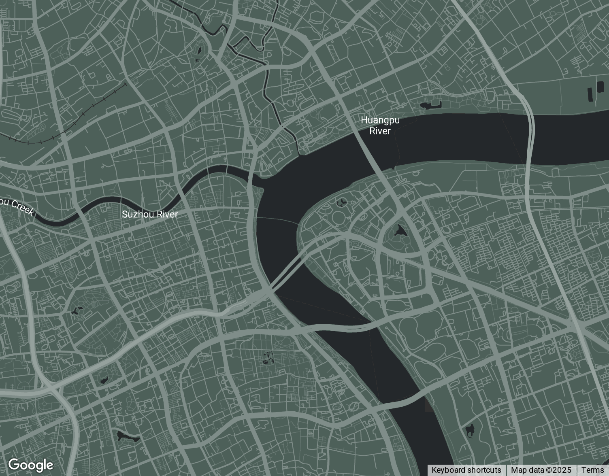 Huangpu
River
ou Creek
Suzhou River
Google
Keyboard shortcuts
Map data ©2025
Terms